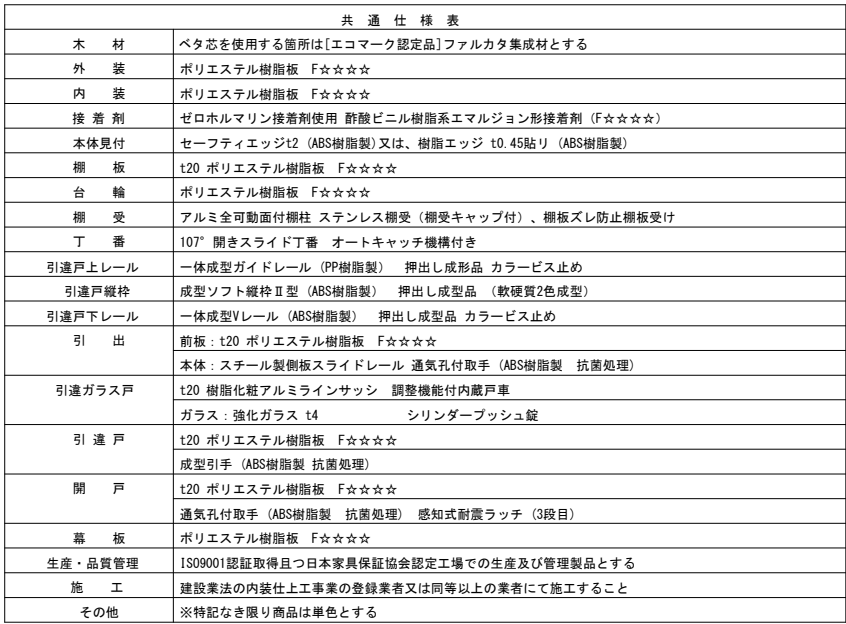 共 通 仕 様 表
木 材 ベタ芯を使用する箇所は[エコマーク認定品]ファルカタ集成材とする
外 装 ポリエステル樹脂板 F☆☆☆☆
内 装 ポリエステル樹脂板 F☆☆☆☆
接 着 剤 ゼロホルマリン接着剤使用 酢酸ビニル樹脂系エマルジョン形接着剤 (F☆☆☆☆)
本体見付 セーフティエッジt2 (ABS樹脂製)又は、樹脂エッジ t0.45貼リ (ABS樹脂製)
棚 板 t20 ポリエステル樹脂板 F☆☆☆☆
台 輪 ポリエステル樹脂板 F☆☆☆☆
棚 受 アルミ全可動面付棚柱 ステンレス棚受 (棚受キャップ付) 、棚板ズレ防止棚板受け
丁 番 107° 開きスライド丁番 オートキャッチ機構付き
引違戸上レール 一体成型ガイドレール (PP樹脂製) 押出し成形品 カラービス止め
引違戸縦枠 成型ソフト縦枠Ⅱ型 (ABS樹脂製) 押出し成型品 (軟硬質2色成型)
引違戸下レール 一体成型Vレール (ABS樹脂製) 押出し成型品 カラービス止め
引 出 前板：t20 ポリエステル樹脂板 F☆☆☆☆
本体：スチール製側板スライドレール 通気孔付取手 (ABS樹脂製 抗菌処理)
引違ガラス戸 t20 樹脂化粧アルミラインサッシ 調整機能付内蔵戸車
ガラス：強化ガラス t4 シリンダープッシュ錠
引 違 戸 t20 ポリエステル樹脂板 F☆☆☆☆
成型引手 (ABS樹脂製 抗菌処理)
開 戸 t20 ポリエステル樹脂板 F☆☆☆☆
通気孔付取手 (ABS樹脂製 抗菌処理) 感知式耐震ラッチ (3段目)
幕 板 ポリエステル樹脂板 F☆☆☆☆
生産・品質管理 ISO9001認証取得且つ日本家具保証協会認定工場での生産及び管理製品とする
施 工 建設業法の内装仕上工事業の登録業者又は同等以上の業者にて施工すること
その他 ※特記なき限り商品は単色とする